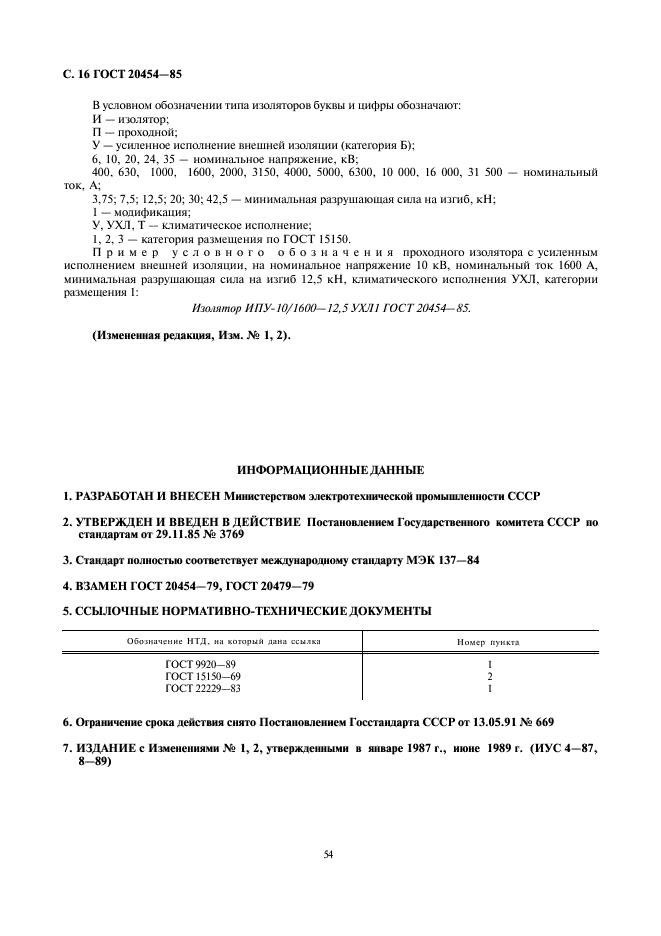 С. 16 ГОСТ 20454—85
В условном обозначении типа изоляторов буквы и цифры обозначают:
И — изолятор;
П — проходной;
У — усиленное исполнение внешней изоляции (категория Б);
6, 10, 20, 24, 35 — номинальное напряжение, кВ;
400, 630, 1000, 1600, 2000, 3150, 4000, 5000, 6300, 10 000, 16 000, 31 500 — номинальный
ток, А;
3,75; 7,5; 12,5; 20; 30; 42,5 — минимальная разрушающая сила на изгиб, кН;
1 — модификация;
У, УХЛ, Т — климатическое исполнение;
1, 2, 3 — категория размещения по ГОСТ 15150.
Пример условного обозначения проходного изолятора с усиленным
исполнением внешней изоляции, на номинальное напряжение 10 кВ, номинальный ток 1600 А,
минимальная разрушающая сила на изгиб 12,5 кН, климатического исполнения УХЛ, категории
размещения 1:
Изолятор ИПУ-10/1600—12,5 УХЛ1 ГОСТ 20454—85.
(Измененная редакция, Изм. № 1, 2).
ИНФОРМАЦИОННЫЕ ДАННЫЕ
1. РАЗРАБОТАН И ВНЕСЕН Министерством электротехнической промышленности СССР
2. УТВЕРЖДЕН И ВВЕДЕН В ДЕЙСТВИЕ Постановлением Государственного комитета СССР по
стандартам от 29.11.85 № 3769
3. Стандарт полностью соответствует международному стандарту МЭК 137—84
4. ВЗАМЕН ГОСТ 20454—79, ГОСТ 20479—79
5. ССЫЛОЧНЫЕ НОРМАТИВНО-ТЕХНИЧЕСКИЕ ДОКУМЕНТЫ
Обозначение НТД, на который дана ссылка Номер пункта
ГОСТ 9920—89 1
ГОСТ 15150—69 2
ГОСТ 22229—83 1
6. Ограничение срока действия снято Постановлением Госстандарта СССР от 13.05.91 № 669
7. ИЗДАНИЕ с Изменениями № 1, 2, утвержденными в январе 1987 г., июне 1989 г. (ИУС 4—87,
8—89)
54